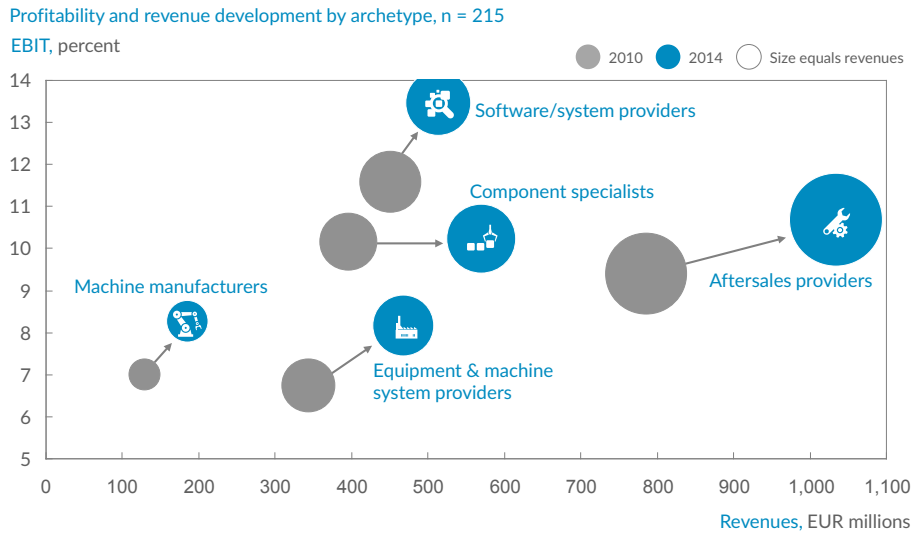 Profitability and revenue development by archetype, n = 215
EBIT, percent
2010
2014
Size equals revenues
14
13
12
11
10
9
8
7
6
5
Software/system providers
Component specialists
Aftersales providers
Machine manufacturers
Equipment & machine
system providers
0 100 200 300 400 500 600 700 800 900 1,000 1,100
Revenues, EUR millions